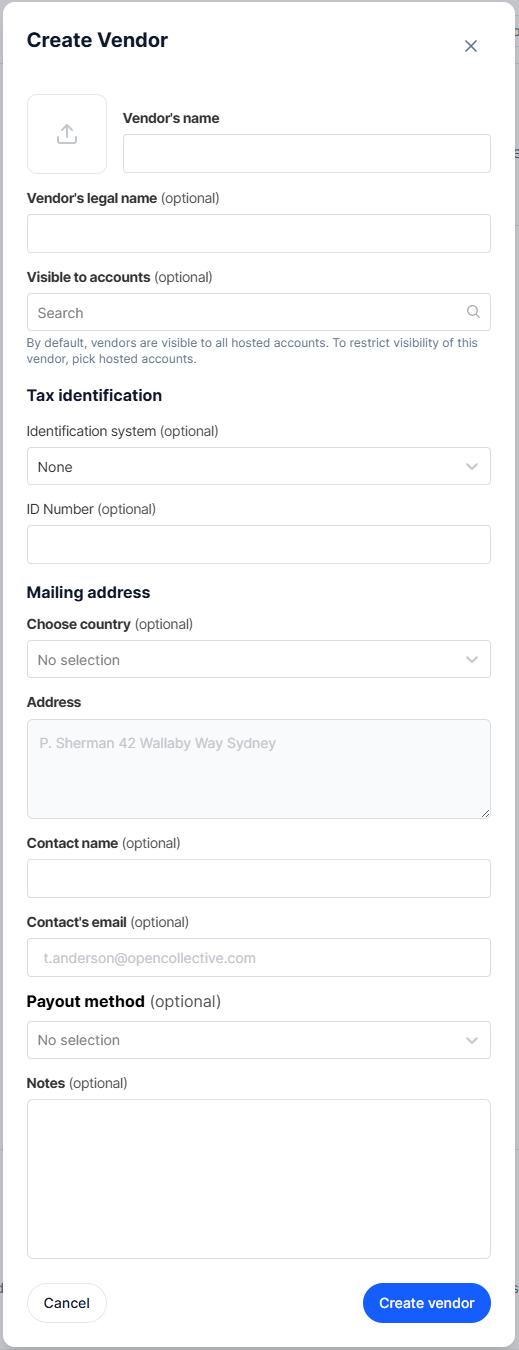 Create Vendor
Vendor's name
Vendor's legal name (optional)
Visible to accounts (optional)
Search
By default, vendors are visible to all hosted accounts. To restrict visibility of this
vendor, pick hosted accounts.
Tax identification
Identification system (optional)
None
ID Number (optional)
Mailing address
Choose country (optional)
No selection
Address
P. Sherman 42 Wallaby Way Sydney
Contact name (optional)
Contact's email (optional)
t.anderson@opencollective.com
Payout method (optional)
No selection
Notes (optional)
Cancel
Create vendor